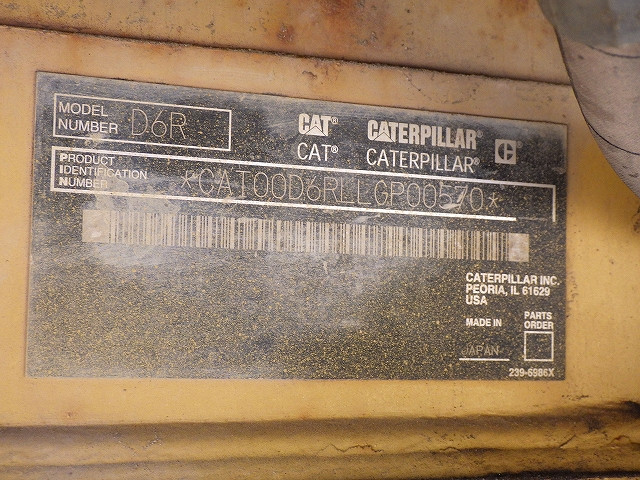 MODEL NUMBER D6R
CAT® CATERPILLAR® C
CAT® CATERPILLAR®
PRODUCT IDENTIFICATION NUMBER *CAT00D6RLLGP00570*
CATERPILLAR INC.
PEORIA, IL 61629
USA
MADE IN JAPAN
PARTS ORDER
239-5986X